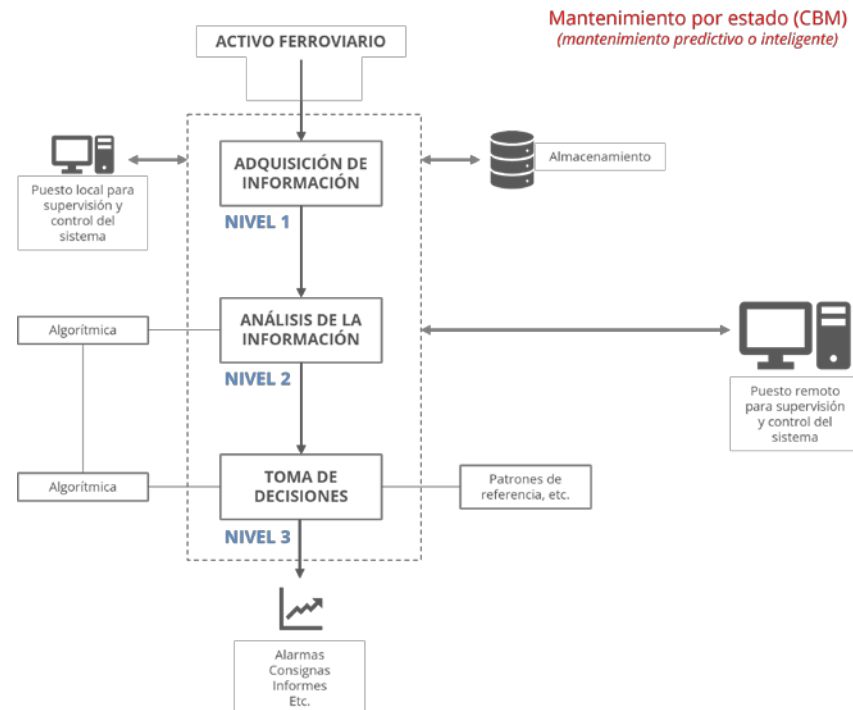 Mantenimiento por estado (CBM)
(mantenimiento predictivo o inteligente)
ACTIVO FERROVIARIO
ADQUISICIÓN DE
INFORMACIÓN
NIVEL 1
Puesto local para
supervisión y
control del
sistema
Almacenamiento
Algorítmica
ANÁLISIS DE LA
INFORMACIÓN
NIVEL 2
Puesto remoto
para supervisión
y control del
sistema
Algorítmica
TOMA DE
DECISIONES
NIVEL 3
Patrones de
referencia, etc.
Alarmas
Consignas
Informes
Etc.